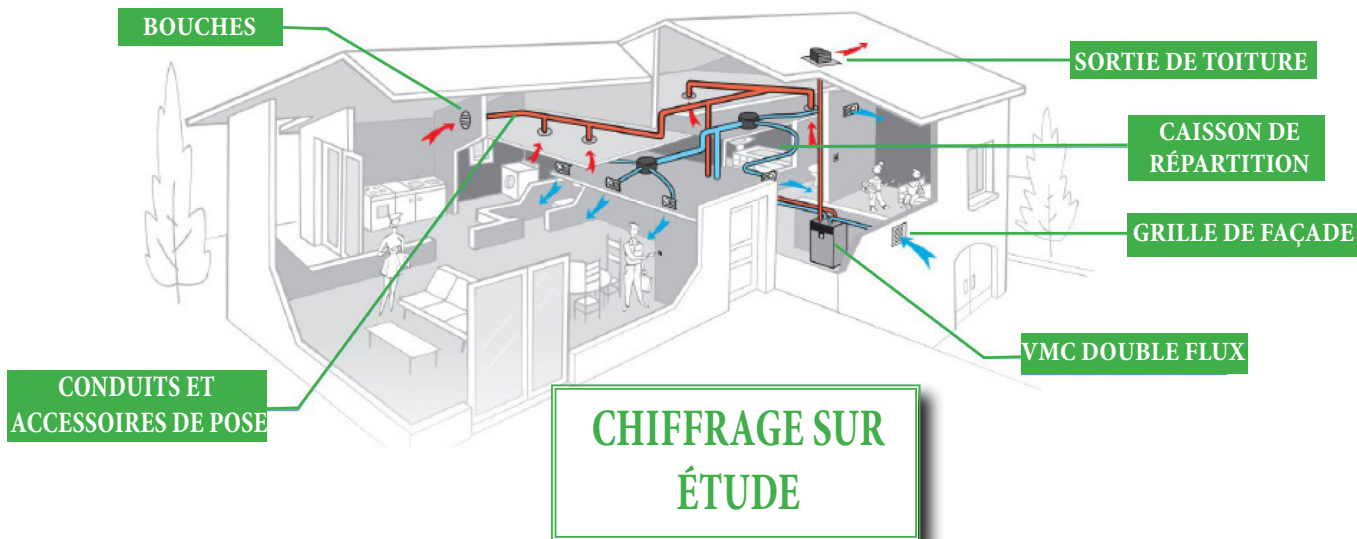 BOUCHES
SORTIE DE TOITURE
CAISSON DE
RÉPARTITION
GRILLE DE FAÇADE
VMC DOUBLE FLUX
CONDUITS ET
ACCESSOIRES DE POSE
CHIFFRAGE SUR
ÉTUDE